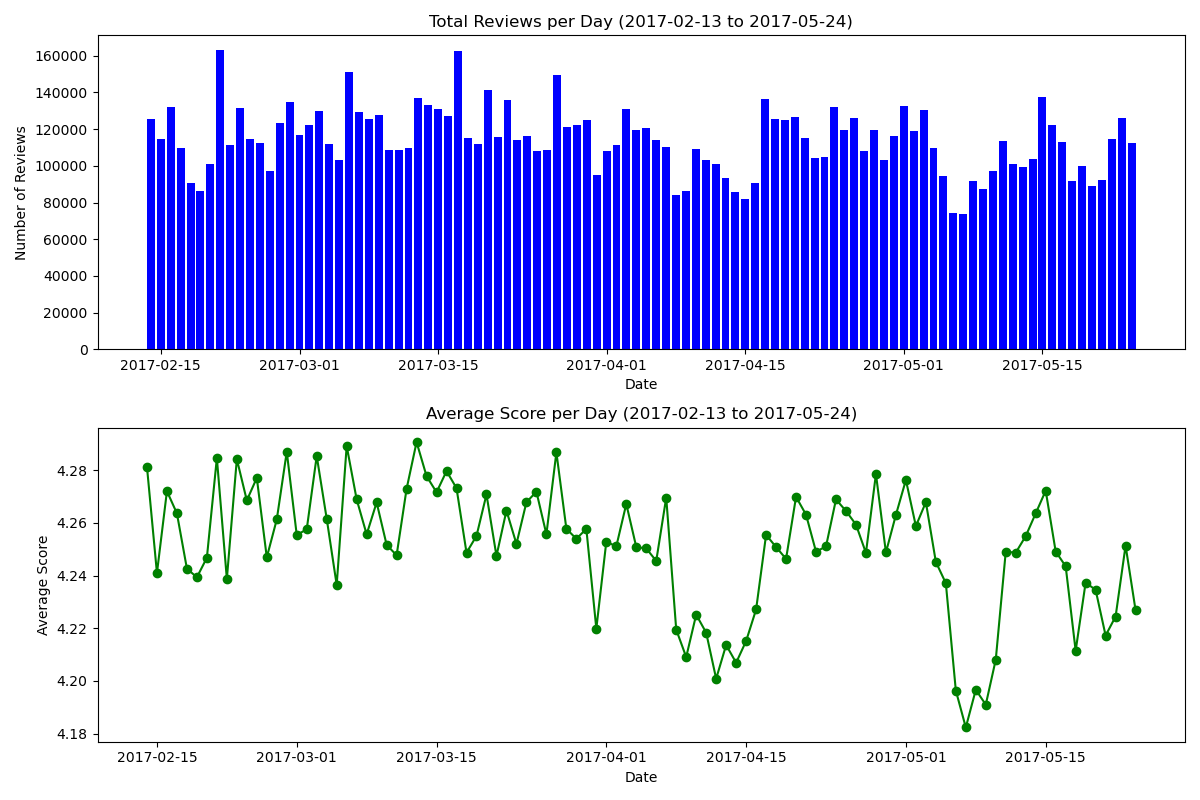 Total Reviews per Day (2017-02-13 to 2017-05-24)
Number of Reviews
160000
140000
120000
100000
80000
60000
40000
20000
0
2017-02-15 2017-03-01 2017-03-15 2017-04-01 2017-04-15 2017-05-01 2017-05-15
Date
Average Score per Day (2017-02-13 to 2017-05-24)
Average Score
4.28
4.26
4.24
4.22
4.20
4.18
2017-02-15 2017-03-01 2017-03-15 2017-04-01 2017-04-15 2017-05-01 2017-05-15
Date